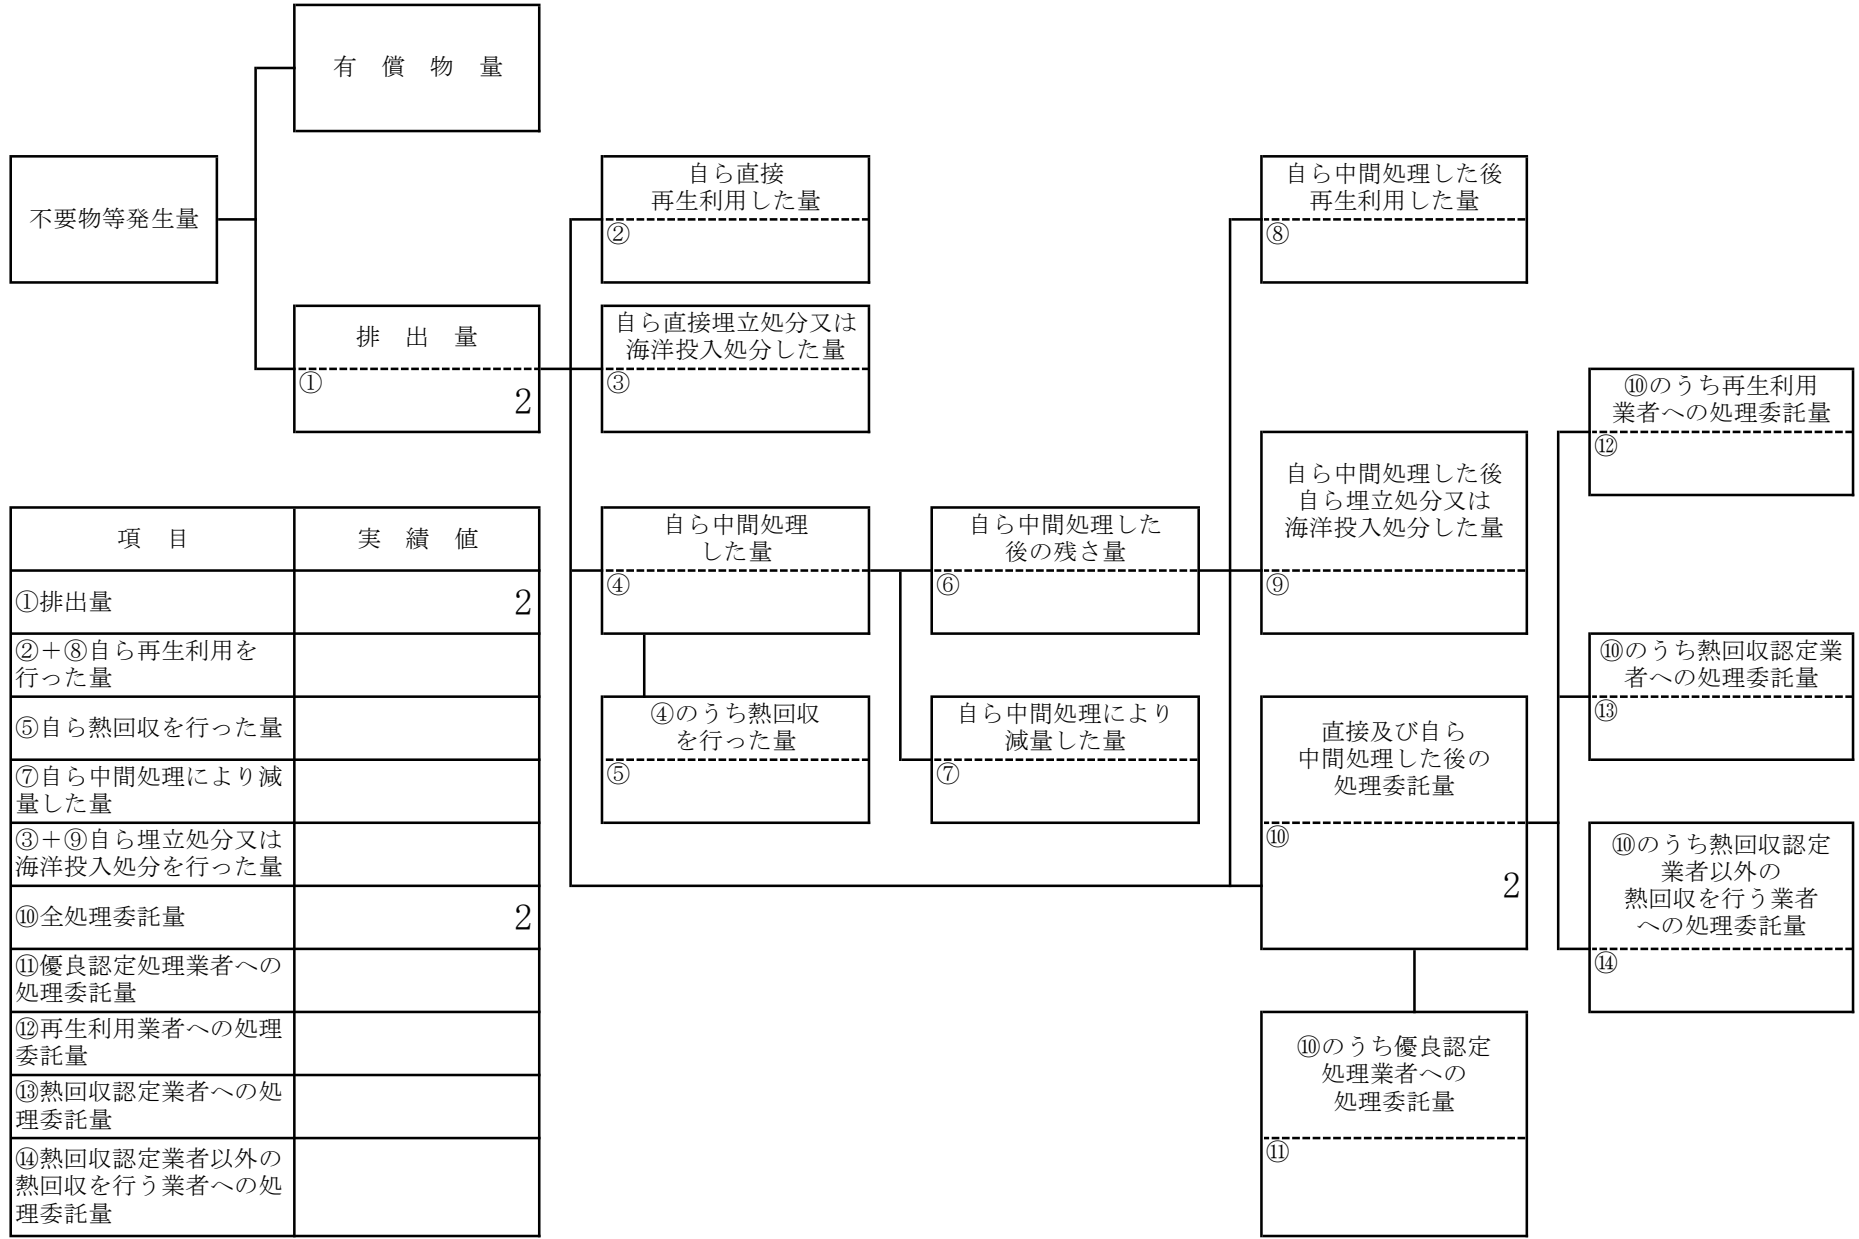 有 償 物 量
不要物等発生量
排 出 量
①
2
自ら直接
再生利用した量
②
自ら直接埋立処分又は
海洋投入処分した量
③
自ら中間処理
した量
④
④のうち熱回収
を行った量
⑤
自ら中間処理した
後の残さ量
⑥
自ら中間処理により
減量した量
⑦
自ら中間処理した後
再生利用した量
⑧
自ら中間処理した後
自ら埋立処分又は
海洋投入処分した量
⑨
直接及び自ら
中間処理した後の
処理委託量
⑩
2
⑩のうち優良認定
処理業者への
処理委託量
⑪
⑩のうち再生利用
業者への処理委託量
⑫
⑩のうち熱回収認定業
者への処理委託量
⑬
⑩のうち熱回収認定
業者以外の
熱回収を行う業者
への処理委託量
⑭
項 目 実 績 値
①排出量 2
②＋⑧自ら再生利用を
行った量
⑤自ら熱回収を行った量
⑦自ら中間処理により減
量した量
③＋⑨自ら埋立処分又は
海洋投入処分を行った量
⑩全処理委託量 2
⑪優良認定処理業者への
処理委託量
⑫再生利用業者への処理
委託量
⑬熱回収認定業者への処
理委託量
⑭熱回収認定業者以外の
熱回収を行う業者への処
理委託量